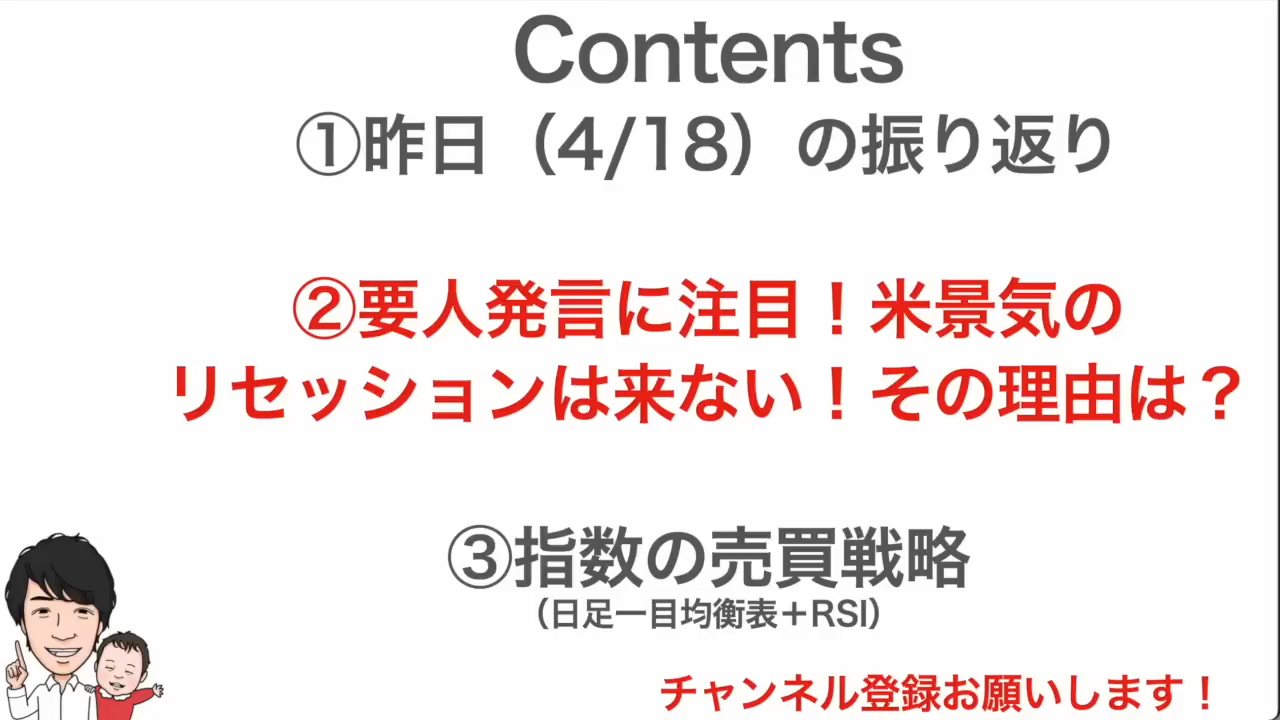 Contents
①昨日（4/18）の振り返り
②要人発言に注目！米景気の
リセッションは来ない！その理由は？
③指数の売買戦略
（日足一目均衡表＋RSI）
チャンネル登録お願いします！